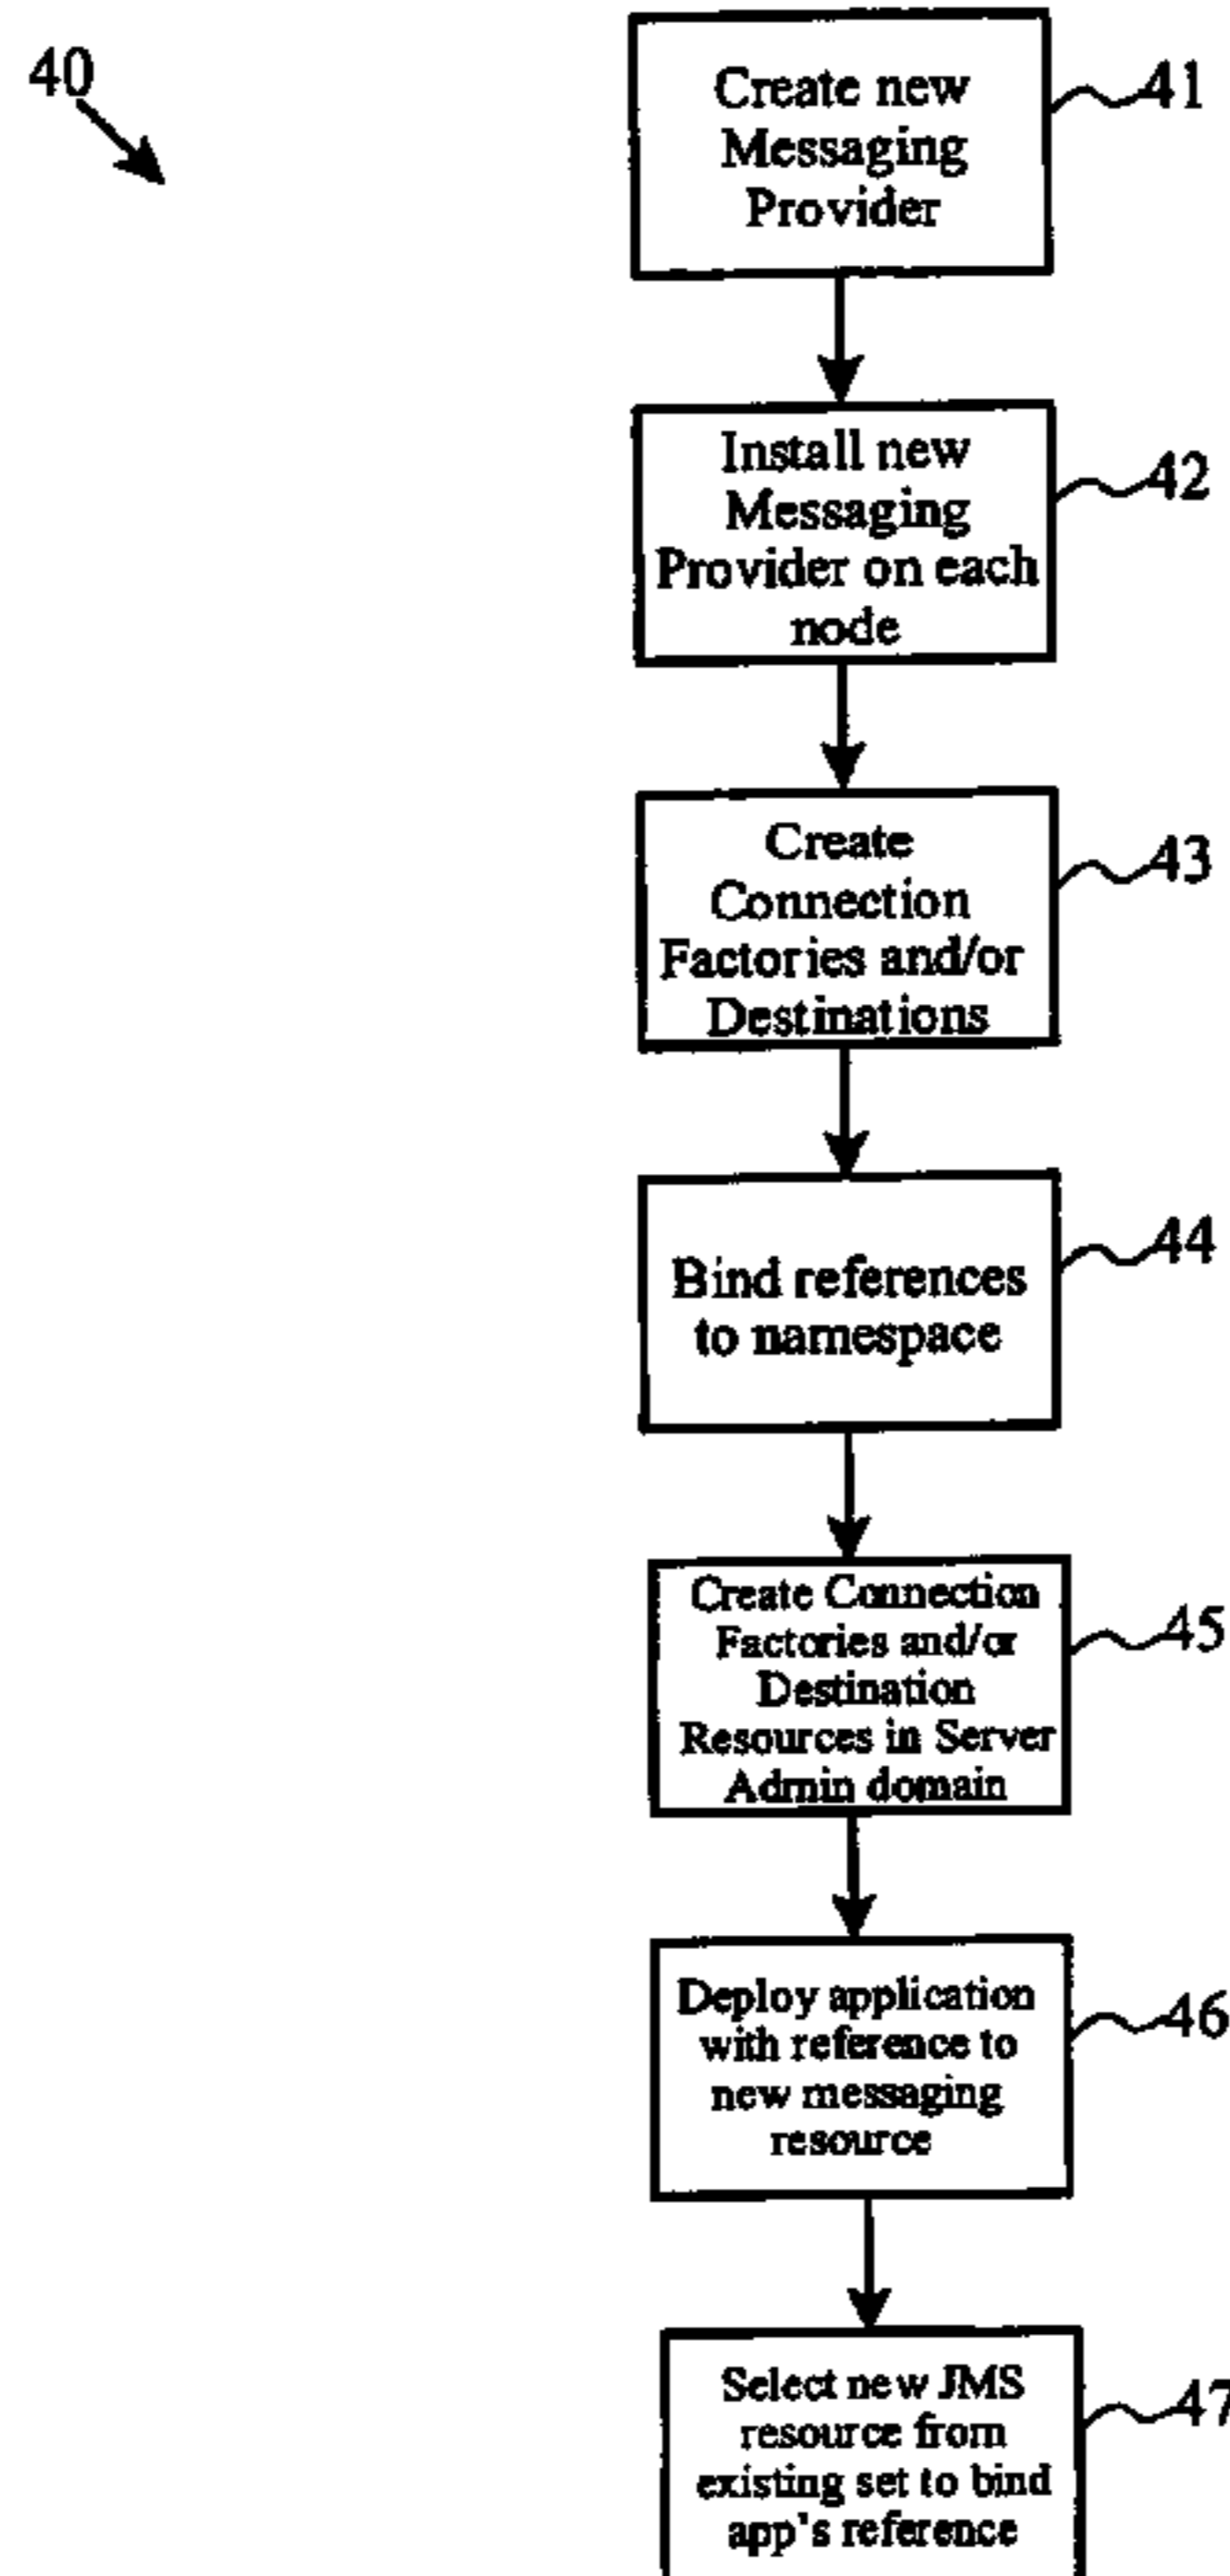 40
Create new
Messaging
Provider
41
Install new
Messaging
Provider on each
node
42
Create
Connection
Factories and/or
Destinations
43
Bind references
to namespace
44
Create Connection
Factories and/or
Destination
Resources in Server
Admin domain
45
Deploy application
with reference to
new messaging
resource
46
Select new JMS
resource from
existing set to bind
app's reference
47